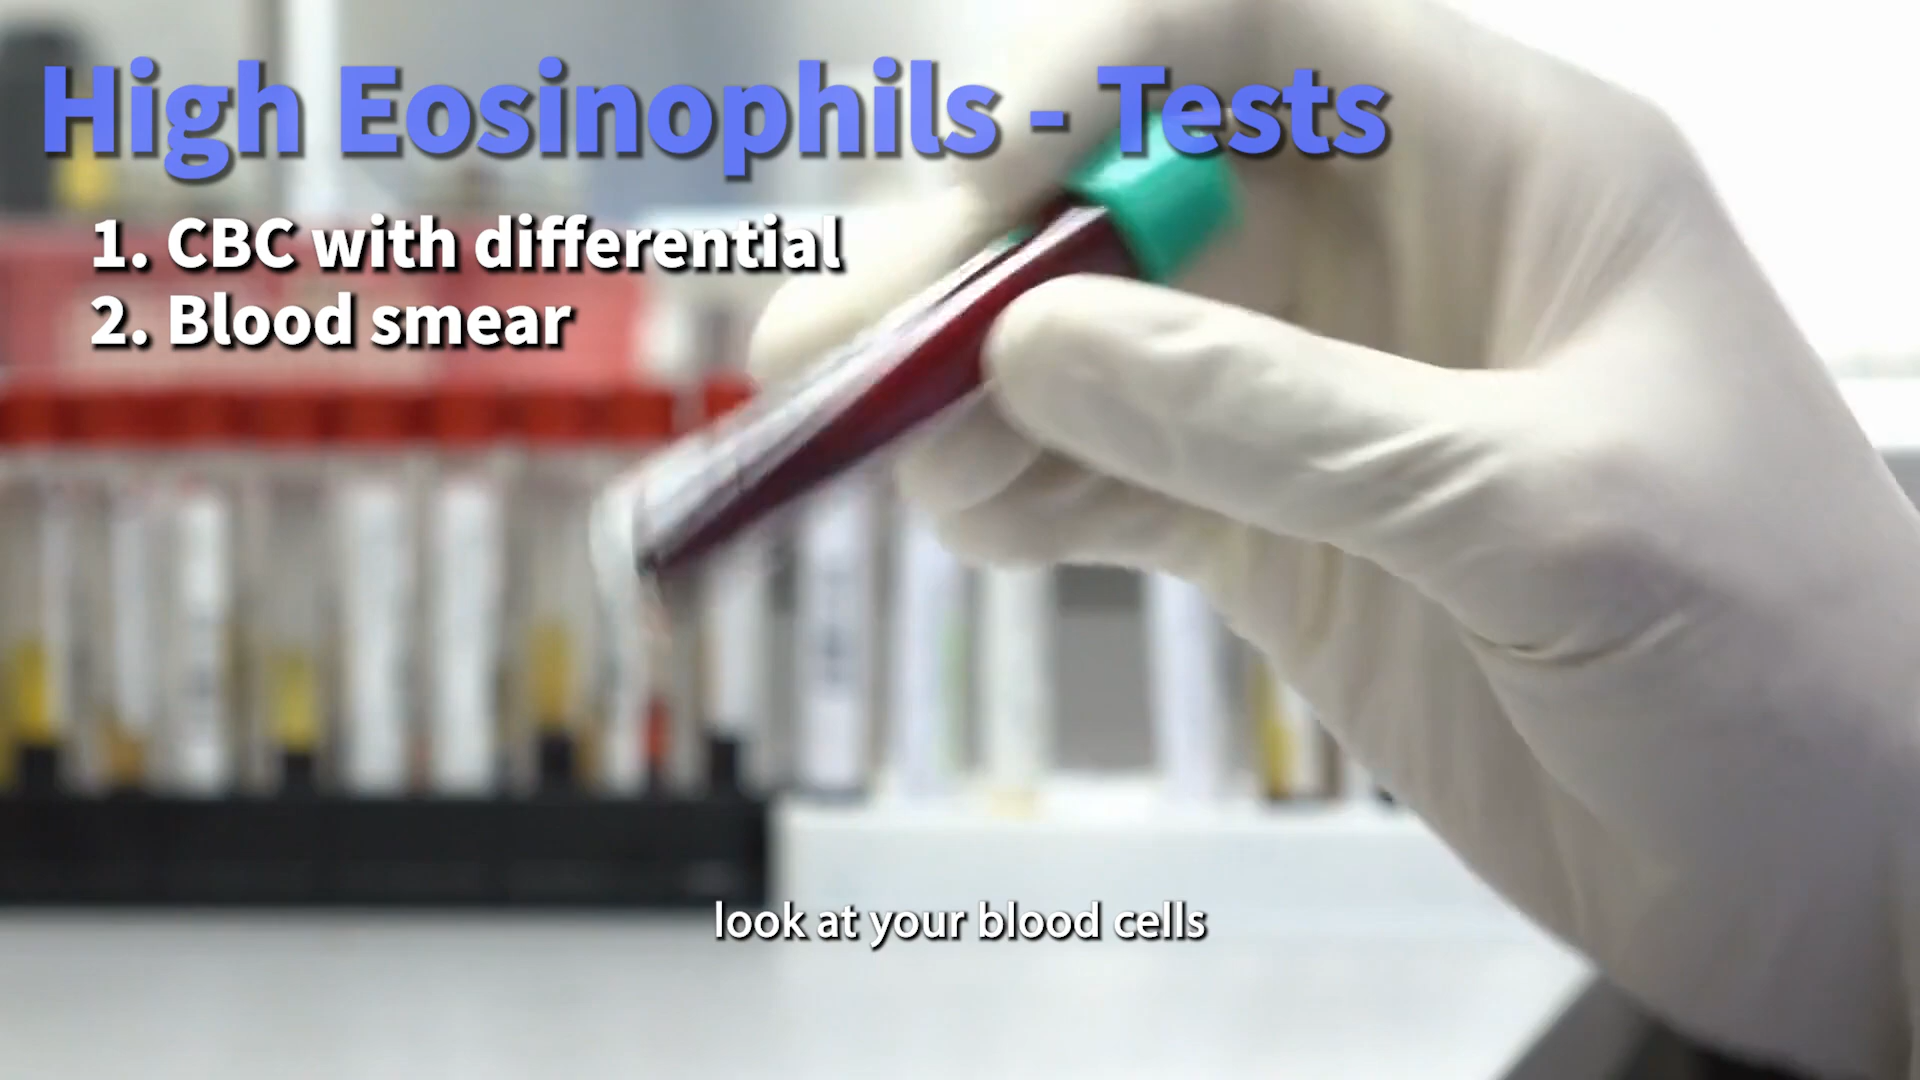 High Eosinophils - Tests
1. CBC with differential
2. Blood smear
look at your blood cells